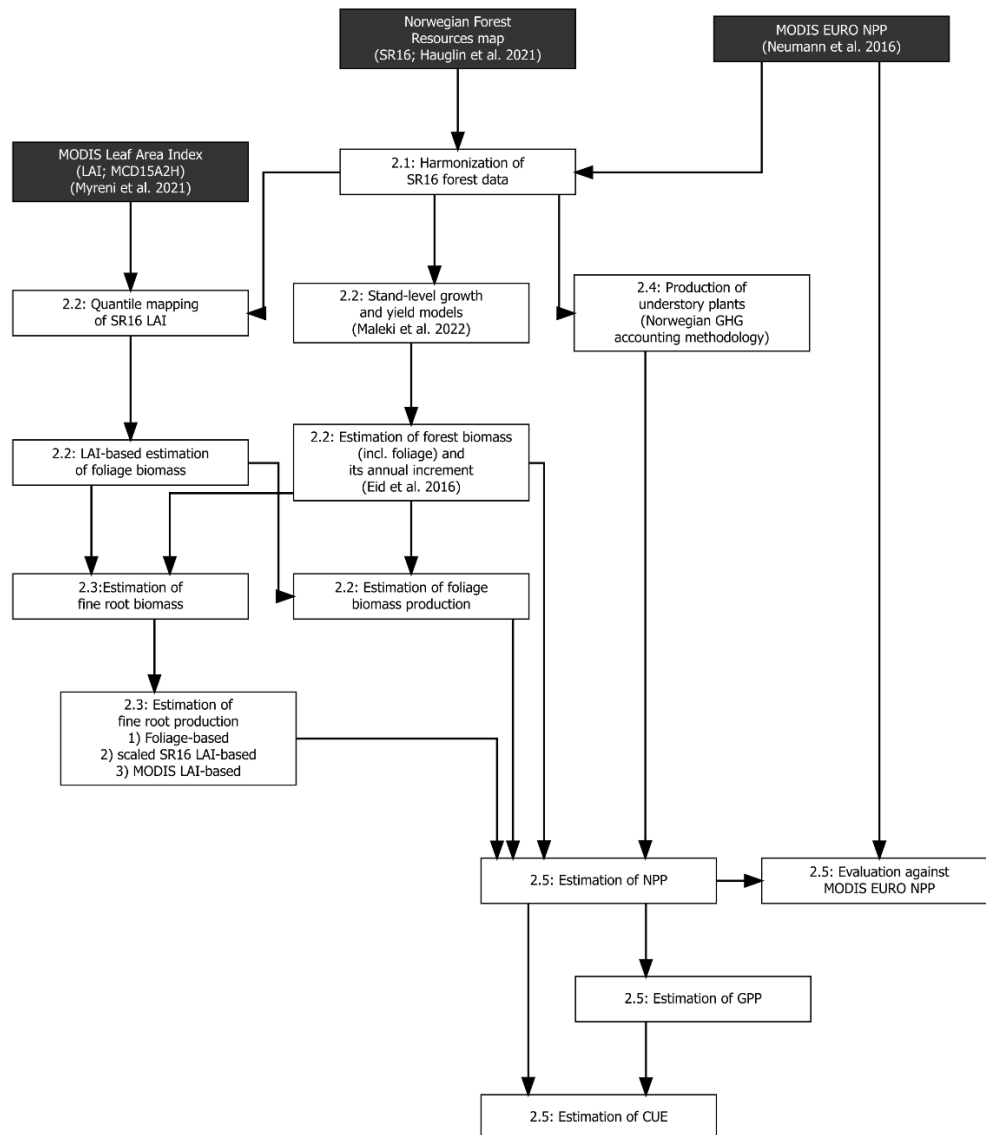 Norwegian Forest
Resources map
(SR16; Hauglin et al. 2021)
MODIS EURO NPP
(Neumann et al. 2016)
MODIS Leaf Area Index
(LAI; MCD15A2H)
(Myreni et al. 2021)
2.1: Harmonization of
SR16 forest data
2.2: Quantile mapping
of SR16 LAI
2.2: Stand-level growth
and yield models
(Maleki et al. 2022)
2.4: Production of
understory plants
(Norwegian GHG
accounting methodology)
2.2: LAI-based estimation
of foliage biomass
2.2: Estimation of forest biomass
(incl. foliage) and
its annual increment
(Eid et al. 2016)
2.3:Estimation of
fine root biomass
2.2: Estimation of foliage
biomass production
2.3: Estimation of
fine root production
1) Foliage-based
2) scaled SR16 LAI-based
3) MODIS LAI-based
2.5: Estimation of NPP
2.5: Evaluation against
MODIS EURO NPP
2.5: Estimation of GPP
2.5: Estimation of CUE